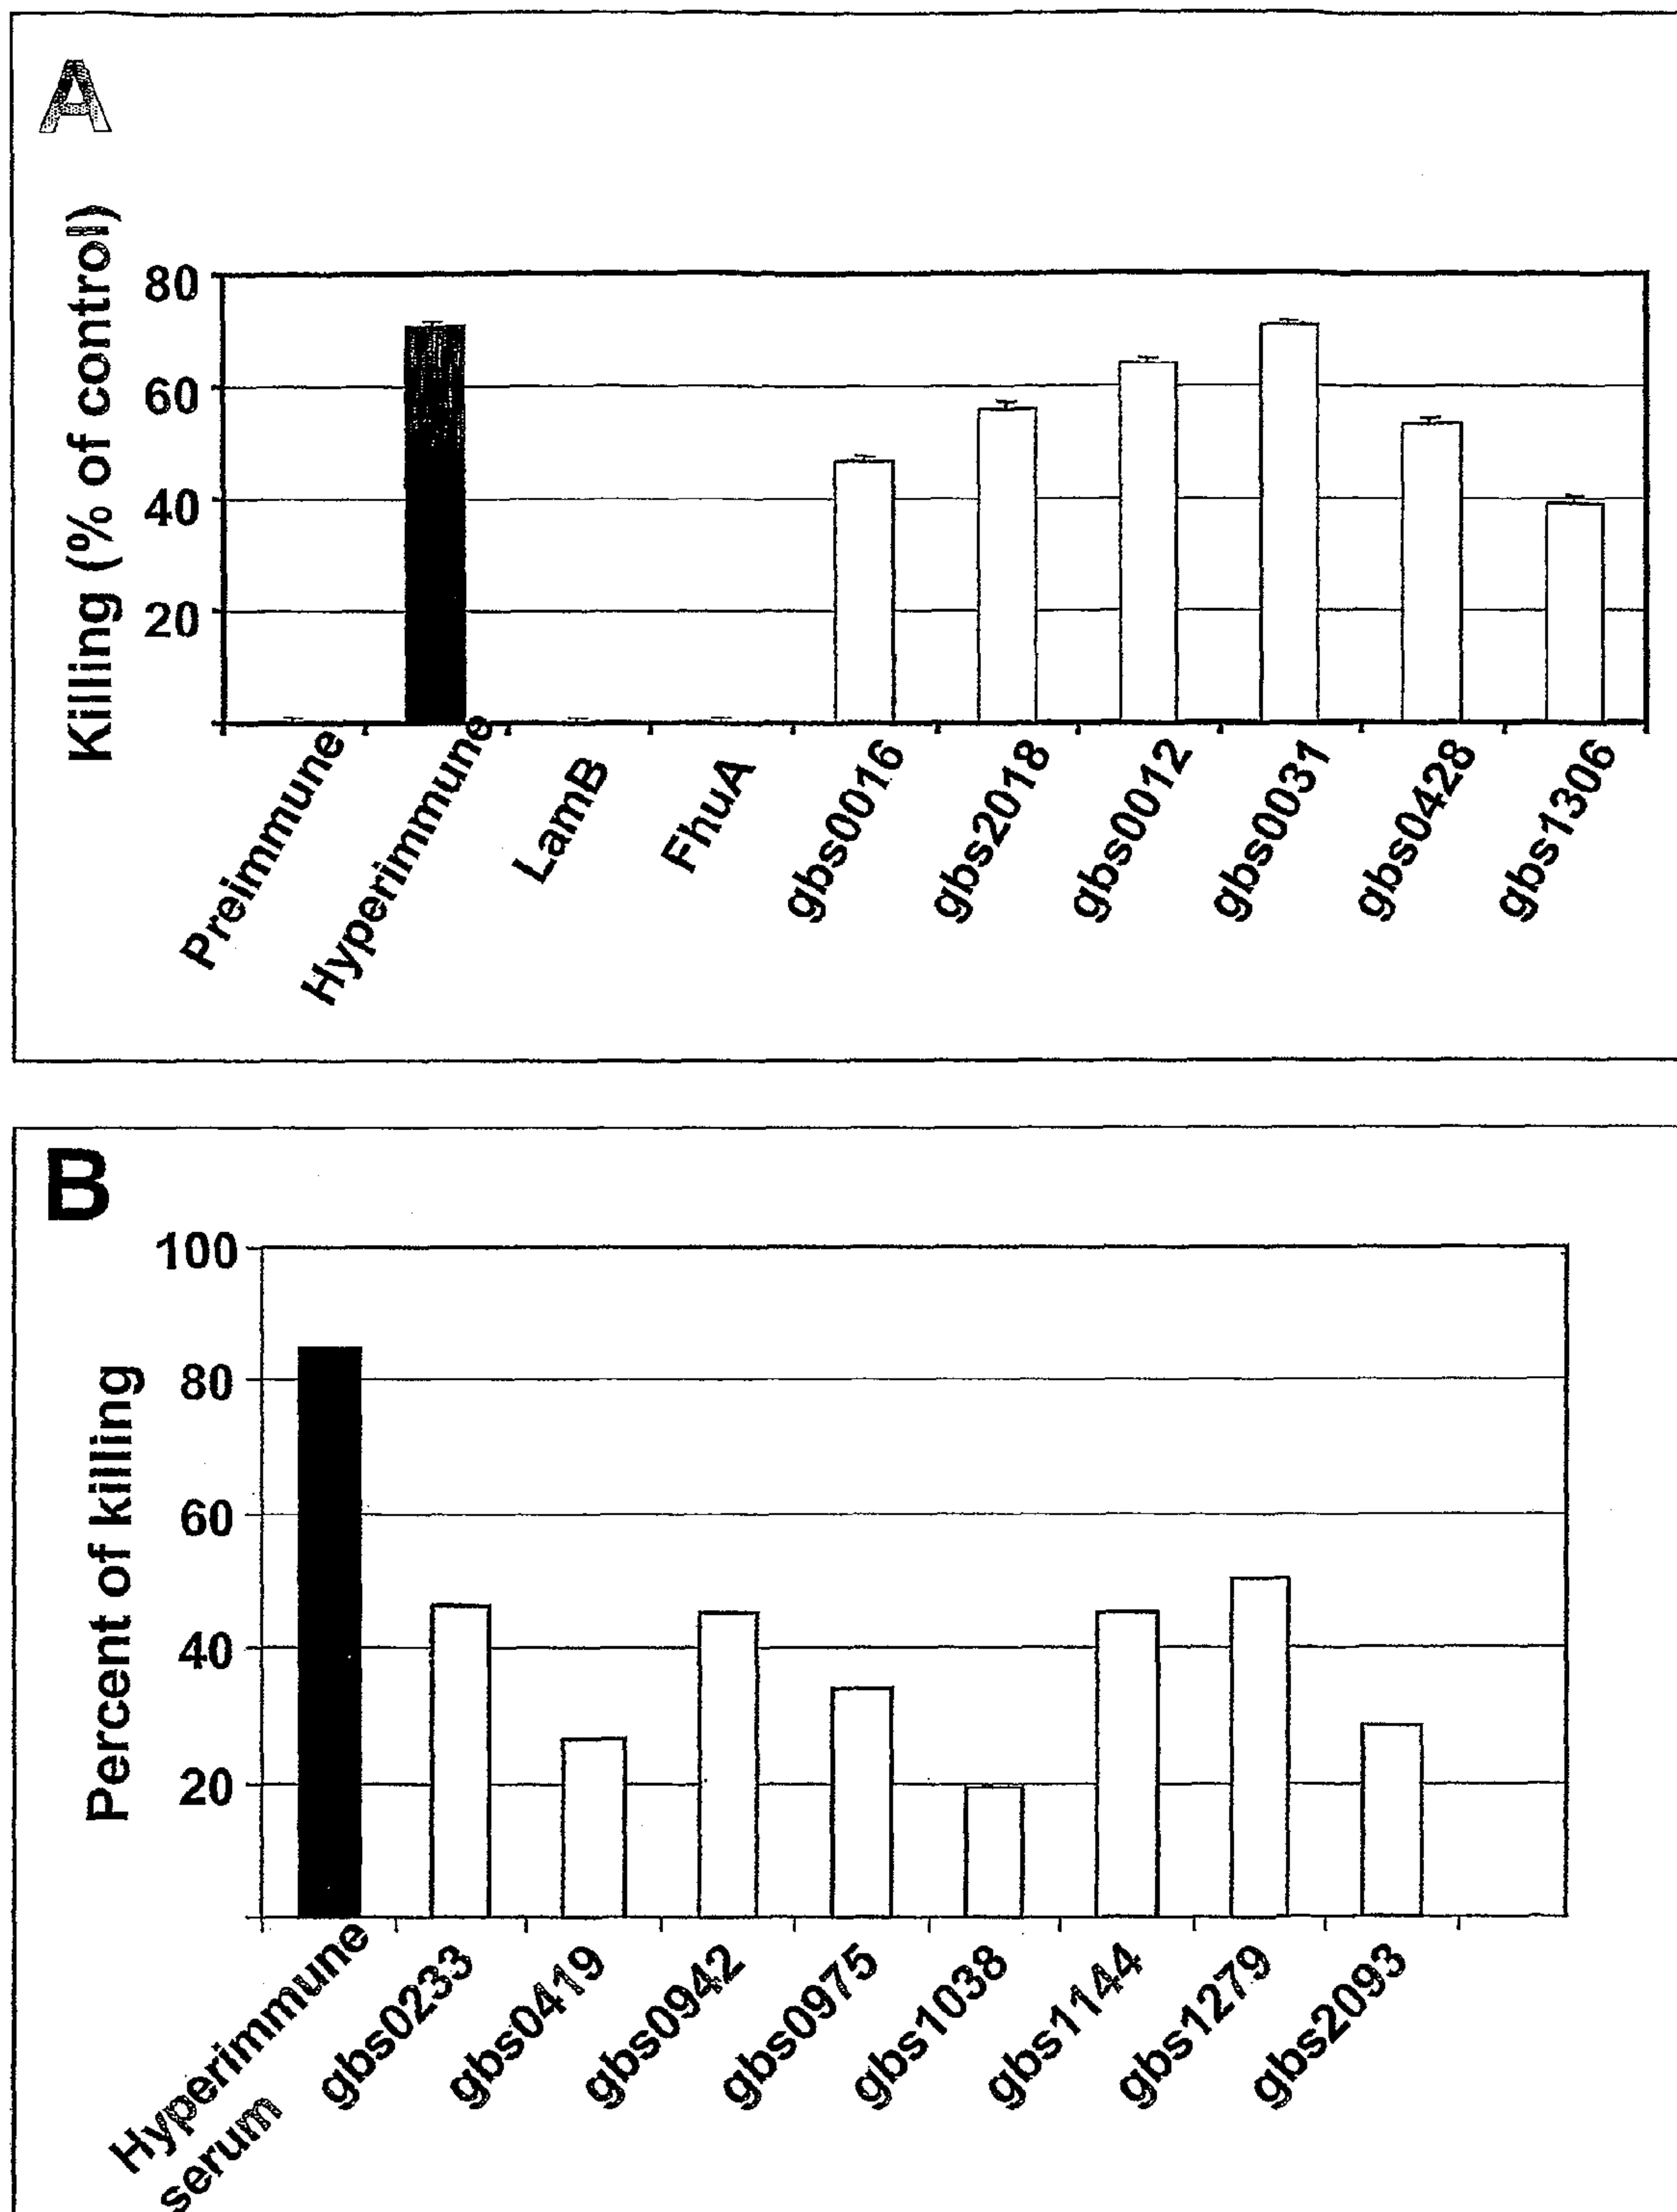 A
Killing (% of control)
80
60
40
20
Preimmune
Hyperimmune
LamB
FhuA
gbs0016
gbs2018
gbs0012
gbs0031
gbs0428
gbs1306
B
Percent of killing
100
80
60
40
20
Hyperimmune
serum
gbs0233
gbs0419
gbs0942
gbs0975
gbs1038
gbs1144
gbs1279
gbs2093